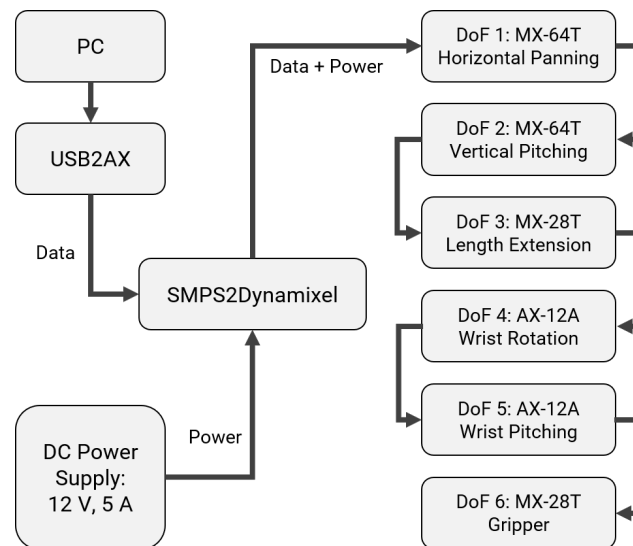 PC
USB2AX
Data
SMPS2Dynamixel
Power
DC Power
Supply:
12 V, 5 A
Data + Power
DoF 1: MX-64T
Horizontal Panning
DoF 2: MX-64T
Vertical Pitching
DoF 3: MX-28T
Length Extension
DoF 4: AX-12A
Wrist Rotation
DoF 5: AX-12A
Wrist Pitching
DoF 6: MX-28T
Gripper